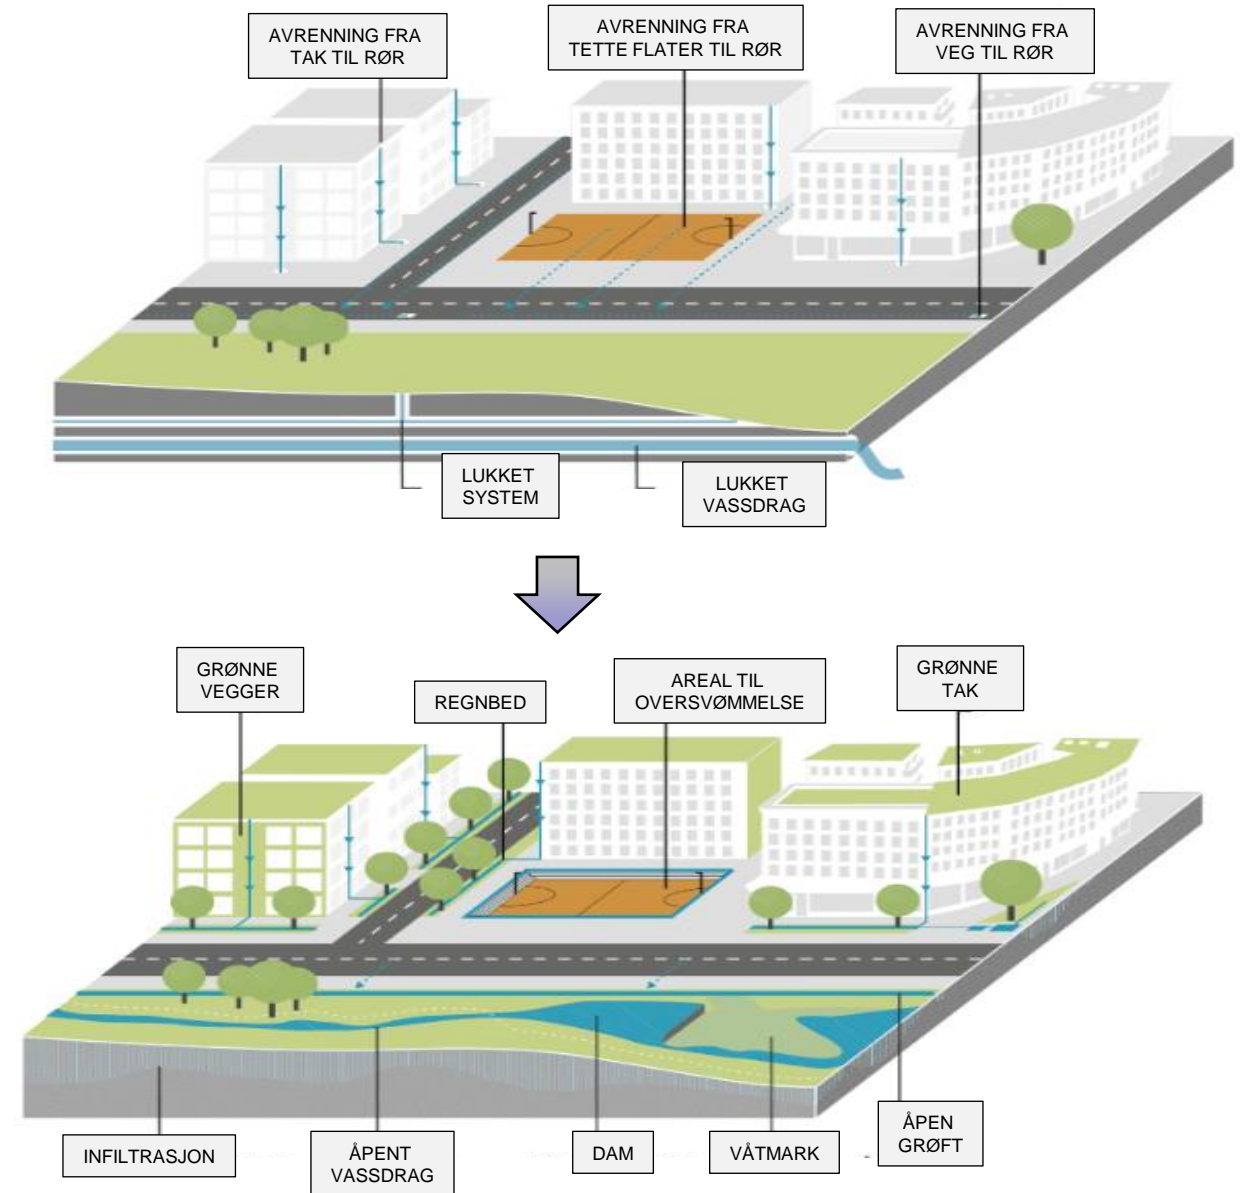 AVRENNING FRA
TAK TIL RØR
AVRENNING FRA
TETTE FLATER TIL RØR
AVRENNING FRA
VEG TIL RØR
LUKKET
SYSTEM
LUKKET
VASSDRAG
GRØNNE
VEGGER
REGNBED
AREAL TIL
OVERSVØMMELSE
GRØNNE
TAK
INFILTRASJON
ÅPENT
VASSDRAG
DAM
VÅTMARK
ÅPEN
GRØFT